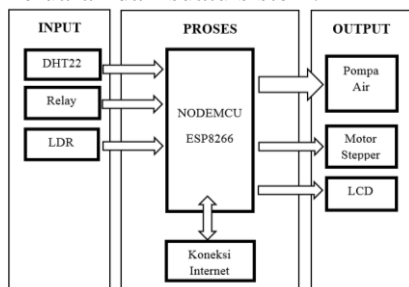 INPUT
DHT22
Relay
LDR
PROSES
NODEMCU
ESP8266
Koneksi
Internet
OUTPUT
Pompa
Air
Motor
Stepper
LCD